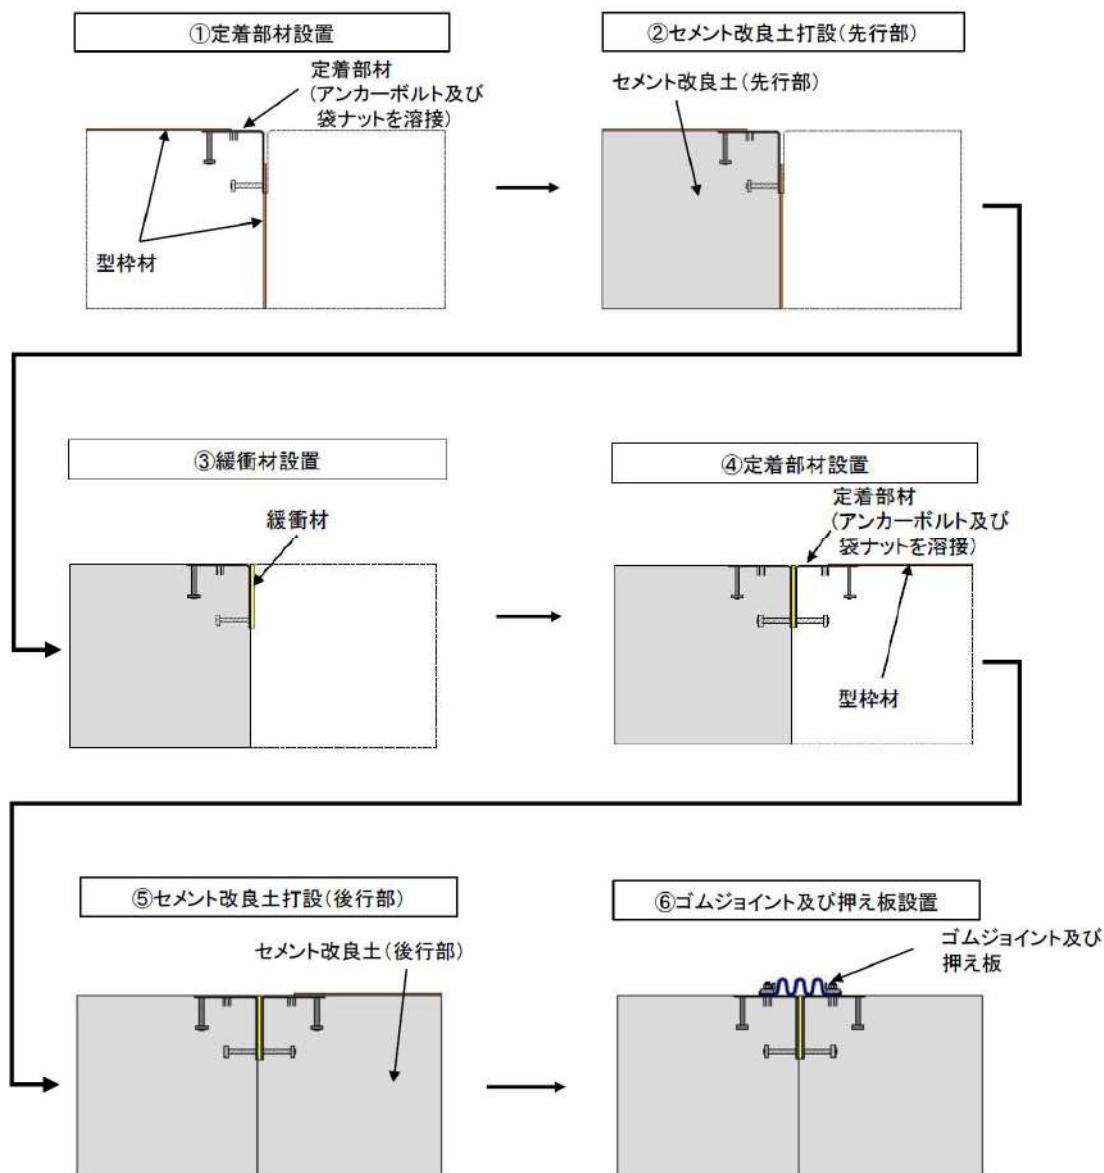 ①定着部材設置
定着部材
(アンカーボルト及び
袋ナットを溶接)
型枠材
②セメント改良土打設(先行部)
セメント改良土(先行部)
③緩衝材設置
緩衝材
④定着部材設置
定着部材
(アンカーボルト及び
袋ナットを溶接)
型枠材
⑤セメント改良土打設(後行部)
セメント改良土(後行部)
⑥ゴムジョイント及び押え板設置
ゴムジョイント及び
押え板